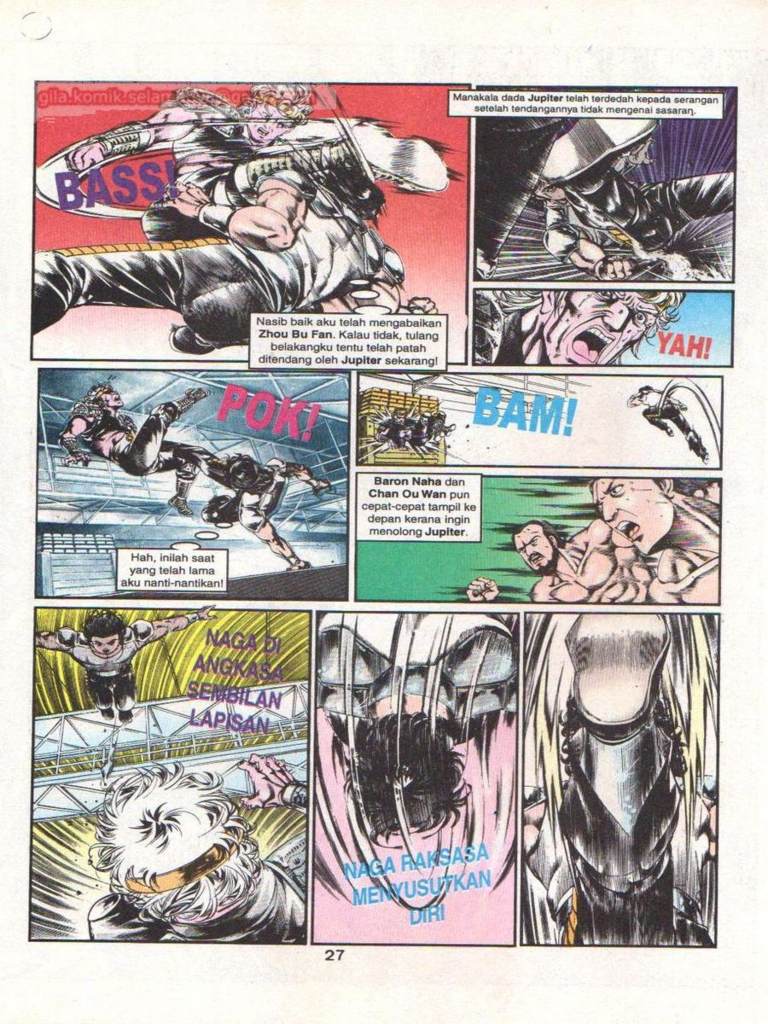 BASS!
Manakala dada Jupiter telah terdedah kepada serangan
setelah tendangannya tidak mengenai sasaran.
Nasib baik aku telah mengabaikan
Zhou Bu Fan. Kalau tidak, tulang
belakangku tentu telah patah
ditendang oleh Jupiter sekarang!
YAH!
POK!
Hah, inilah saat
yang telah lama
aku nanti-nantikan!
BAM!
Baron Naha dan
Chan Ou Wan pun
cepat-cepat tampil ke
depan kerana ingin
menolong Jupiter.
NAGA DI
ANGKASA
SEMBILAN
LAPISAN
NAGA RAKSASA
MENYUSUTKAN
DIRI
27